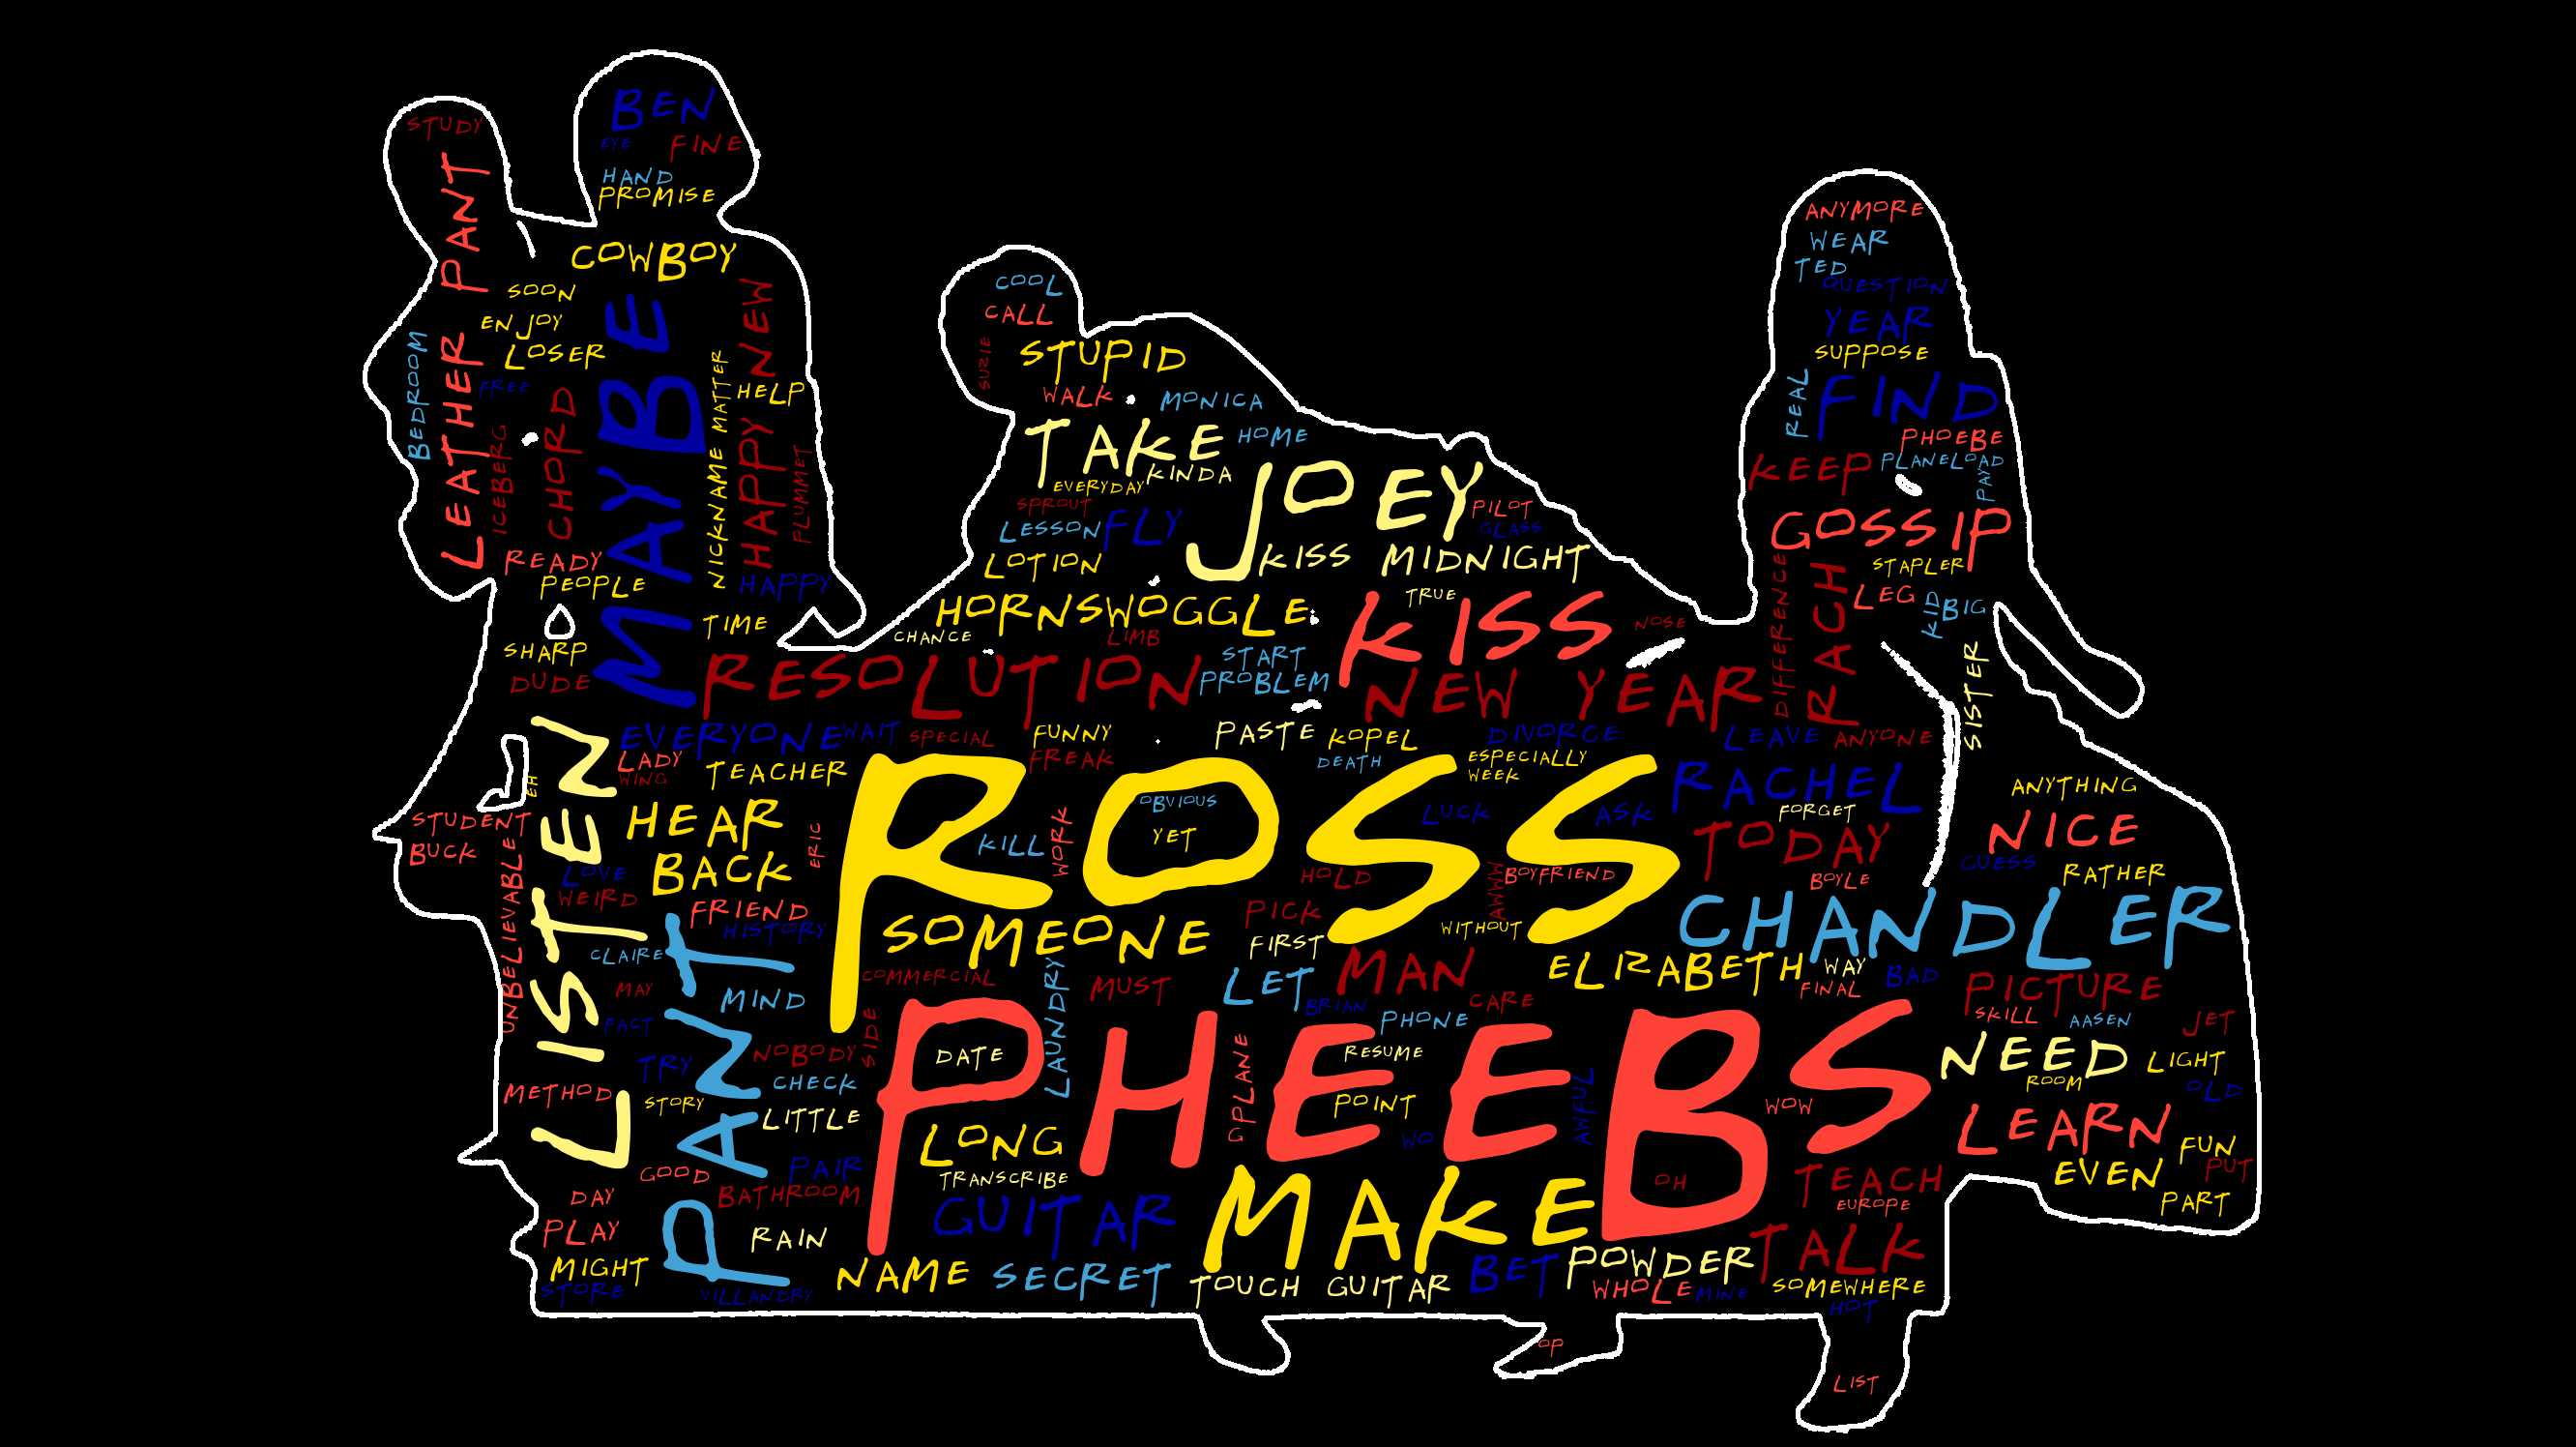 STUDY
BEN
EYE
FINE
HAND
PROMISE
LEATHER PANT
COWBOY
SOON
ENJOY
LOSER
FREE
BEDROOM
ICEBERG
CHORD
MAYBE
NICKNAME
MATTER
HAPPY NEW
HELP
PLUMMET
READY
PEOPLE
HAPPY
TIME
SHARP
DUDE
COOL
CALL
SUZIE
STUPID
WALK
MONICA
TAKE
HOME
KINDA
EVERYDAY
JOEY
SPROUT
PILOT
LESSON
FLY
GLASS
LOTION
KISS MIDNIGHT
HORNSWOGGLE
TRUE
KISS
CHANCE
LIMB
NOSE
START
PROBLEM
RESOLUTION
NEW YEAR
ANYMORE
WEAR
TED
QUESTION
YEAR
SUPPOSE
REAL
FIND
PHOEBE
KEEP
PLANELOAD
PAY
GOSSIP
STAPLER
DIFFERENCE
RACH
LEG
KID
BIG
SISTER
LISTEN
EVERYONE
WAIT
SPECIAL
FUNNY
FREAK
PASTE
KOPEL
DIVORCE
LEAVE
ANYONE
LADY
WING
TEACHER
EH
DEATH
ESPECIALLY
WEEK
RACHEL
ANYTHING
STUDENT
BUCK
HEAR
ERIC
ROSS
OBVIOUS
YET
KILL
WORK
LUCK
ASK
FORGET
TODAY
NICE
BACK
LOVE
WEIRD
UNBELIEVABLE
HOLD
AWWW
BOYFRIEND
BOYLE
GUESS
RATHER
FRIEND
HISTORY
SOMEONE
PICK
FIRST
WITHOUT
CHANDLER
CLAIRE
PANT
MAY
MIND
COMMERCIAL
LAUNDRY
MUST
LET
MAN
BRIAN
CARE
ELIZABETH
WAY
FINAL
BAD
PICTURE
SKILL
AASEN
JET
FACT
TRY
NOBODY
SIDE
CHECK
PHEEBS
DATE
GPLANE
PHONE
RESUME
POINT
WO
AWFUL
WOW
OH
NEED
LIGHT
ROOM
OLD
METHOD
STORY
LITTLE
LONG
TRANSCRIBE
LEARN
FUN
PUT
EVEN
PART
GOOD
PAIR
BATHROOM
DAY
PLAY
RAIN
GUITAR
MAKE
TEACH
EUROPE
TALK
MIGHT
STORE
VILLANDRY
NAME
SECRET
TOUCH GUITAR
BET
POWDER
WHOLE
MINE
SOMEWHERE
HOT
OP
LIST